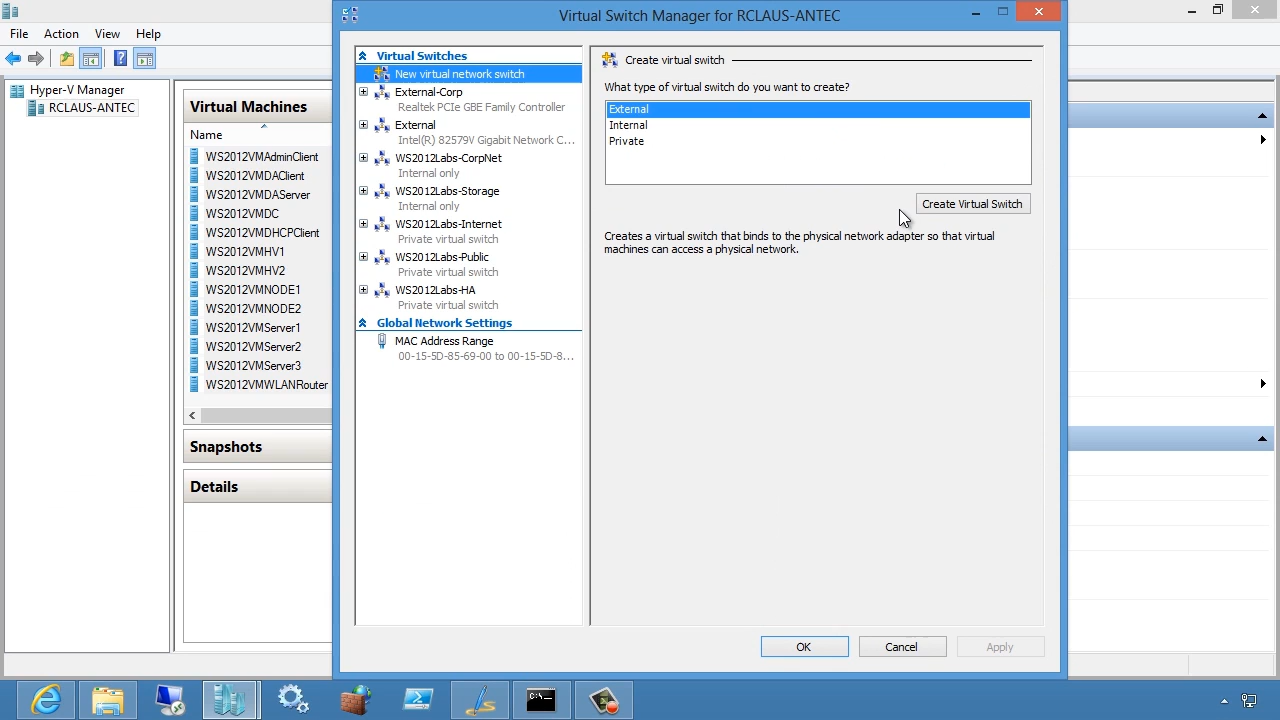 Virtual Switch Manager for RCLAUS-ANTEC
File Action View Help
Hyper-V Manager
RCLAUS-ANTEC
Virtual Machines
Name
WS2012VMAdminClient
WS2012VMDAClient
WS2012VMDAServer
WS2012VMDC
WS2012VMDHCPClient
WS2012VMHV1
WS2012VMHV2
WS2012VMNODE1
WS2012VMNODE2
WS2012VMServer1
WS2012VMServer2
WS2012VMServer3
WS2012VMWLANRouter
Snapshots
Details
Virtual Switches
New virtual network switch
External-Corp
Realtek PCIe GBE Family Controller
External
Intel(R) 82579V Gigabit Network C...
WS2012Labs-CorpNet
Internal only
WS2012Labs-Storage
Internal only
WS2012Labs-Internet
Private virtual switch
WS2012Labs-Public
Private virtual switch
WS2012Labs-HA
Private virtual switch
Global Network Settings
MAC Address Range
00-15-5D-85-69-00 to 00-15-5D-8...
Create virtual switch
What type of virtual switch do you want to create?
External
Internal
Private
Create Virtual Switch
Creates a virtual switch that binds to the physical network adapter so that virtual
machines can access a physical network.
OK Cancel Apply